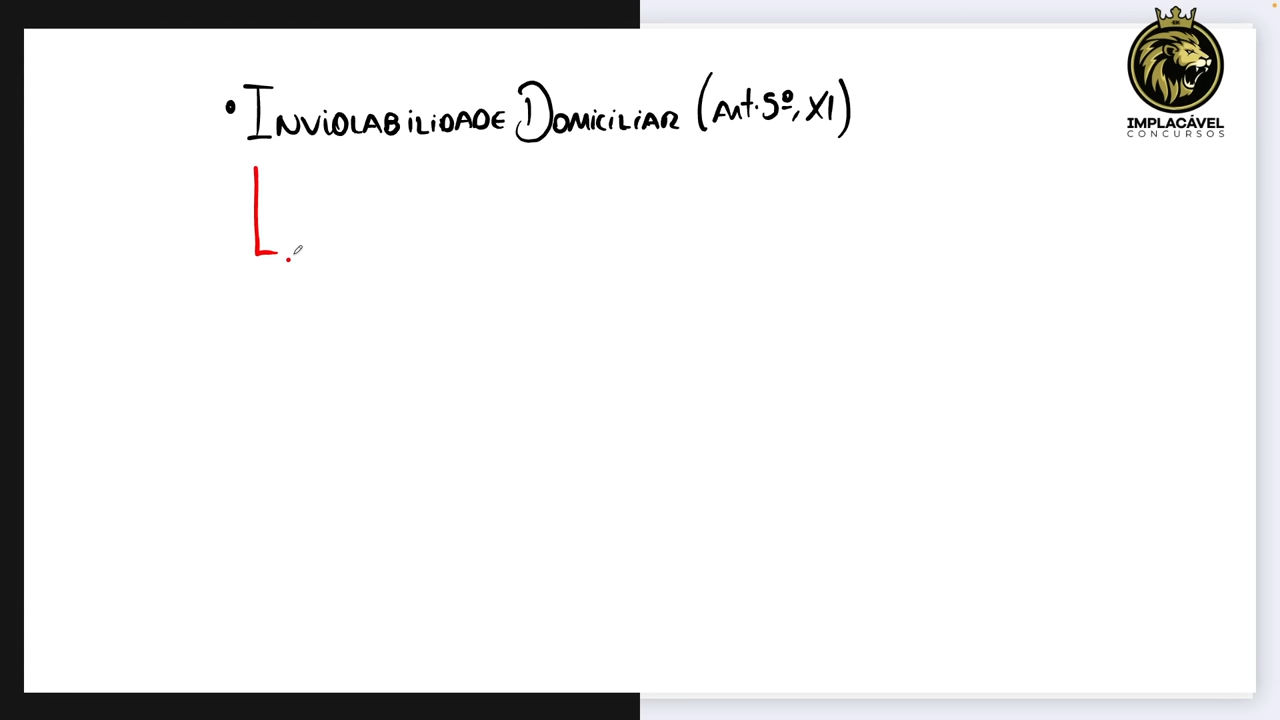 • INVIOLABILIDADE DOMICILIAR (Art. 5º, XI)
IMPLACÁVEL
CONCURSOS